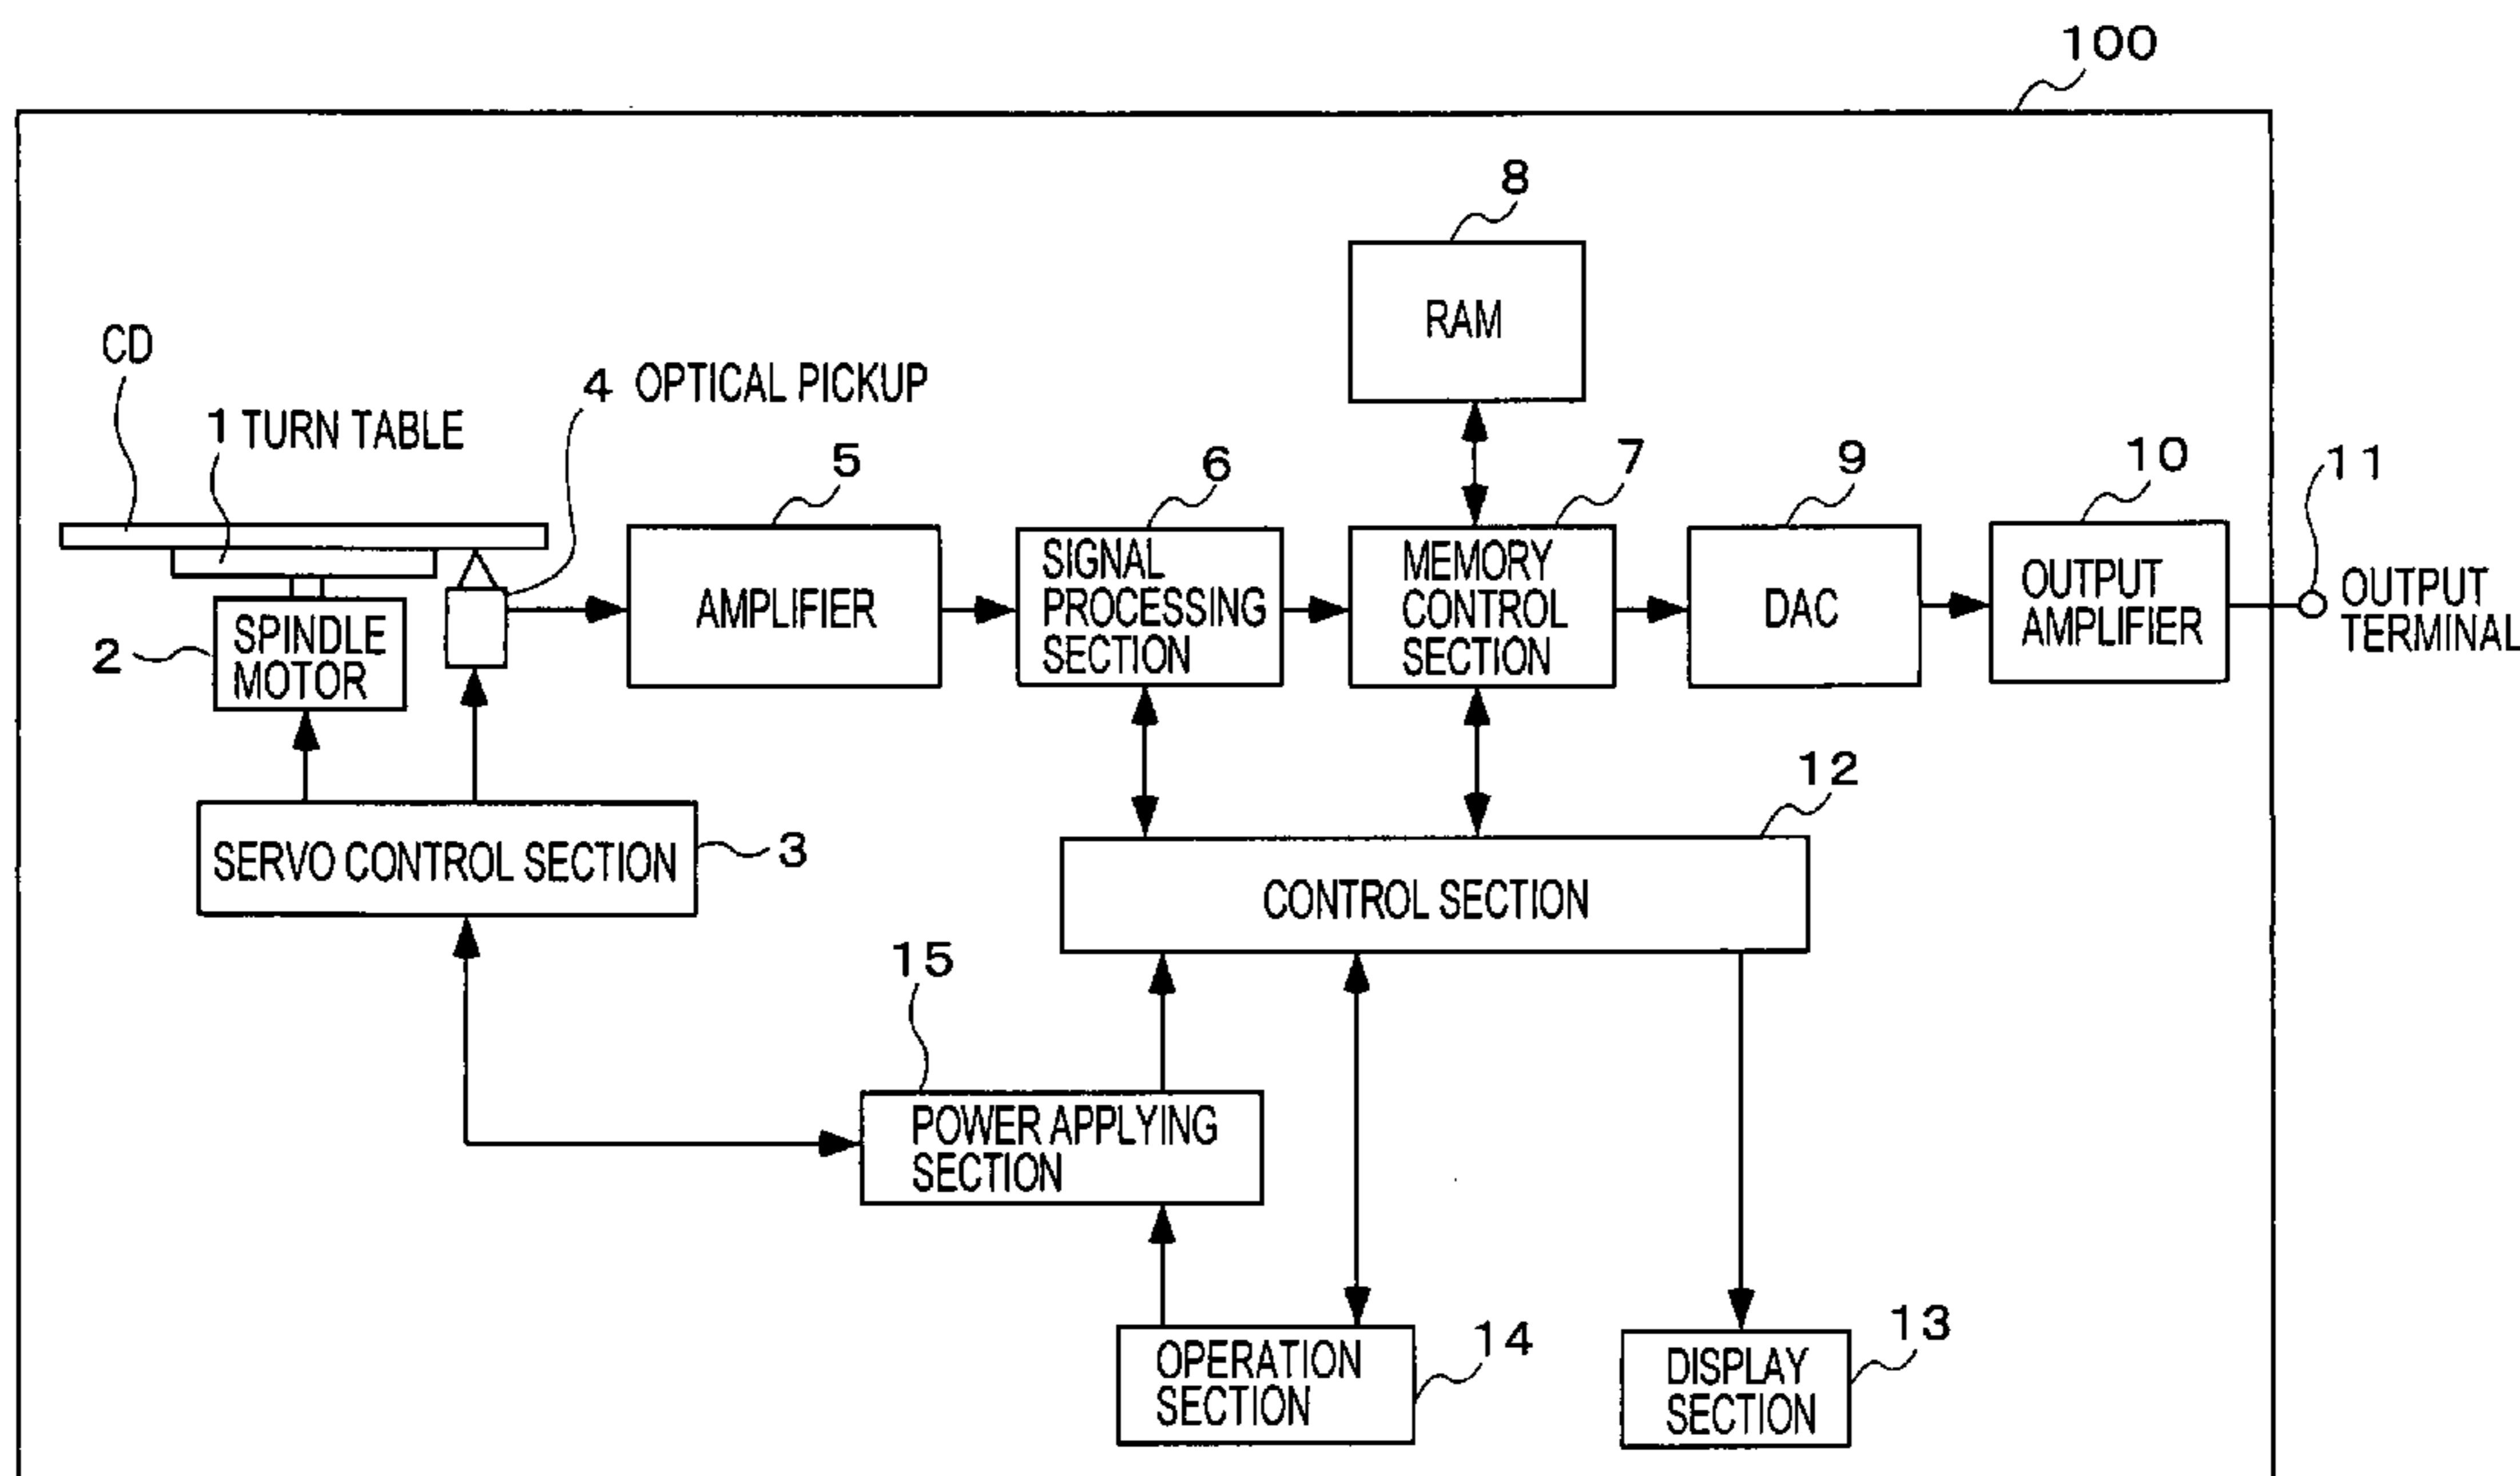 100
8
RAM
CD
4 OPTICAL PICKUP
1 TURN TABLE
5
6
7
9
10
11
AMPLIFIER
SIGNAL
PROCESSING
SECTION
MEMORY
CONTROL
SECTION
DAC
OUTPUT
AMPLIFIER
OUTPUT
TERMINAL
2
SPINDLE
MOTOR
12
SERVO CONTROL SECTION
3
CONTROL SECTION
15
POWER APPLYING
SECTION
OPERATION
SECTION
14
DISPLAY
SECTION
13